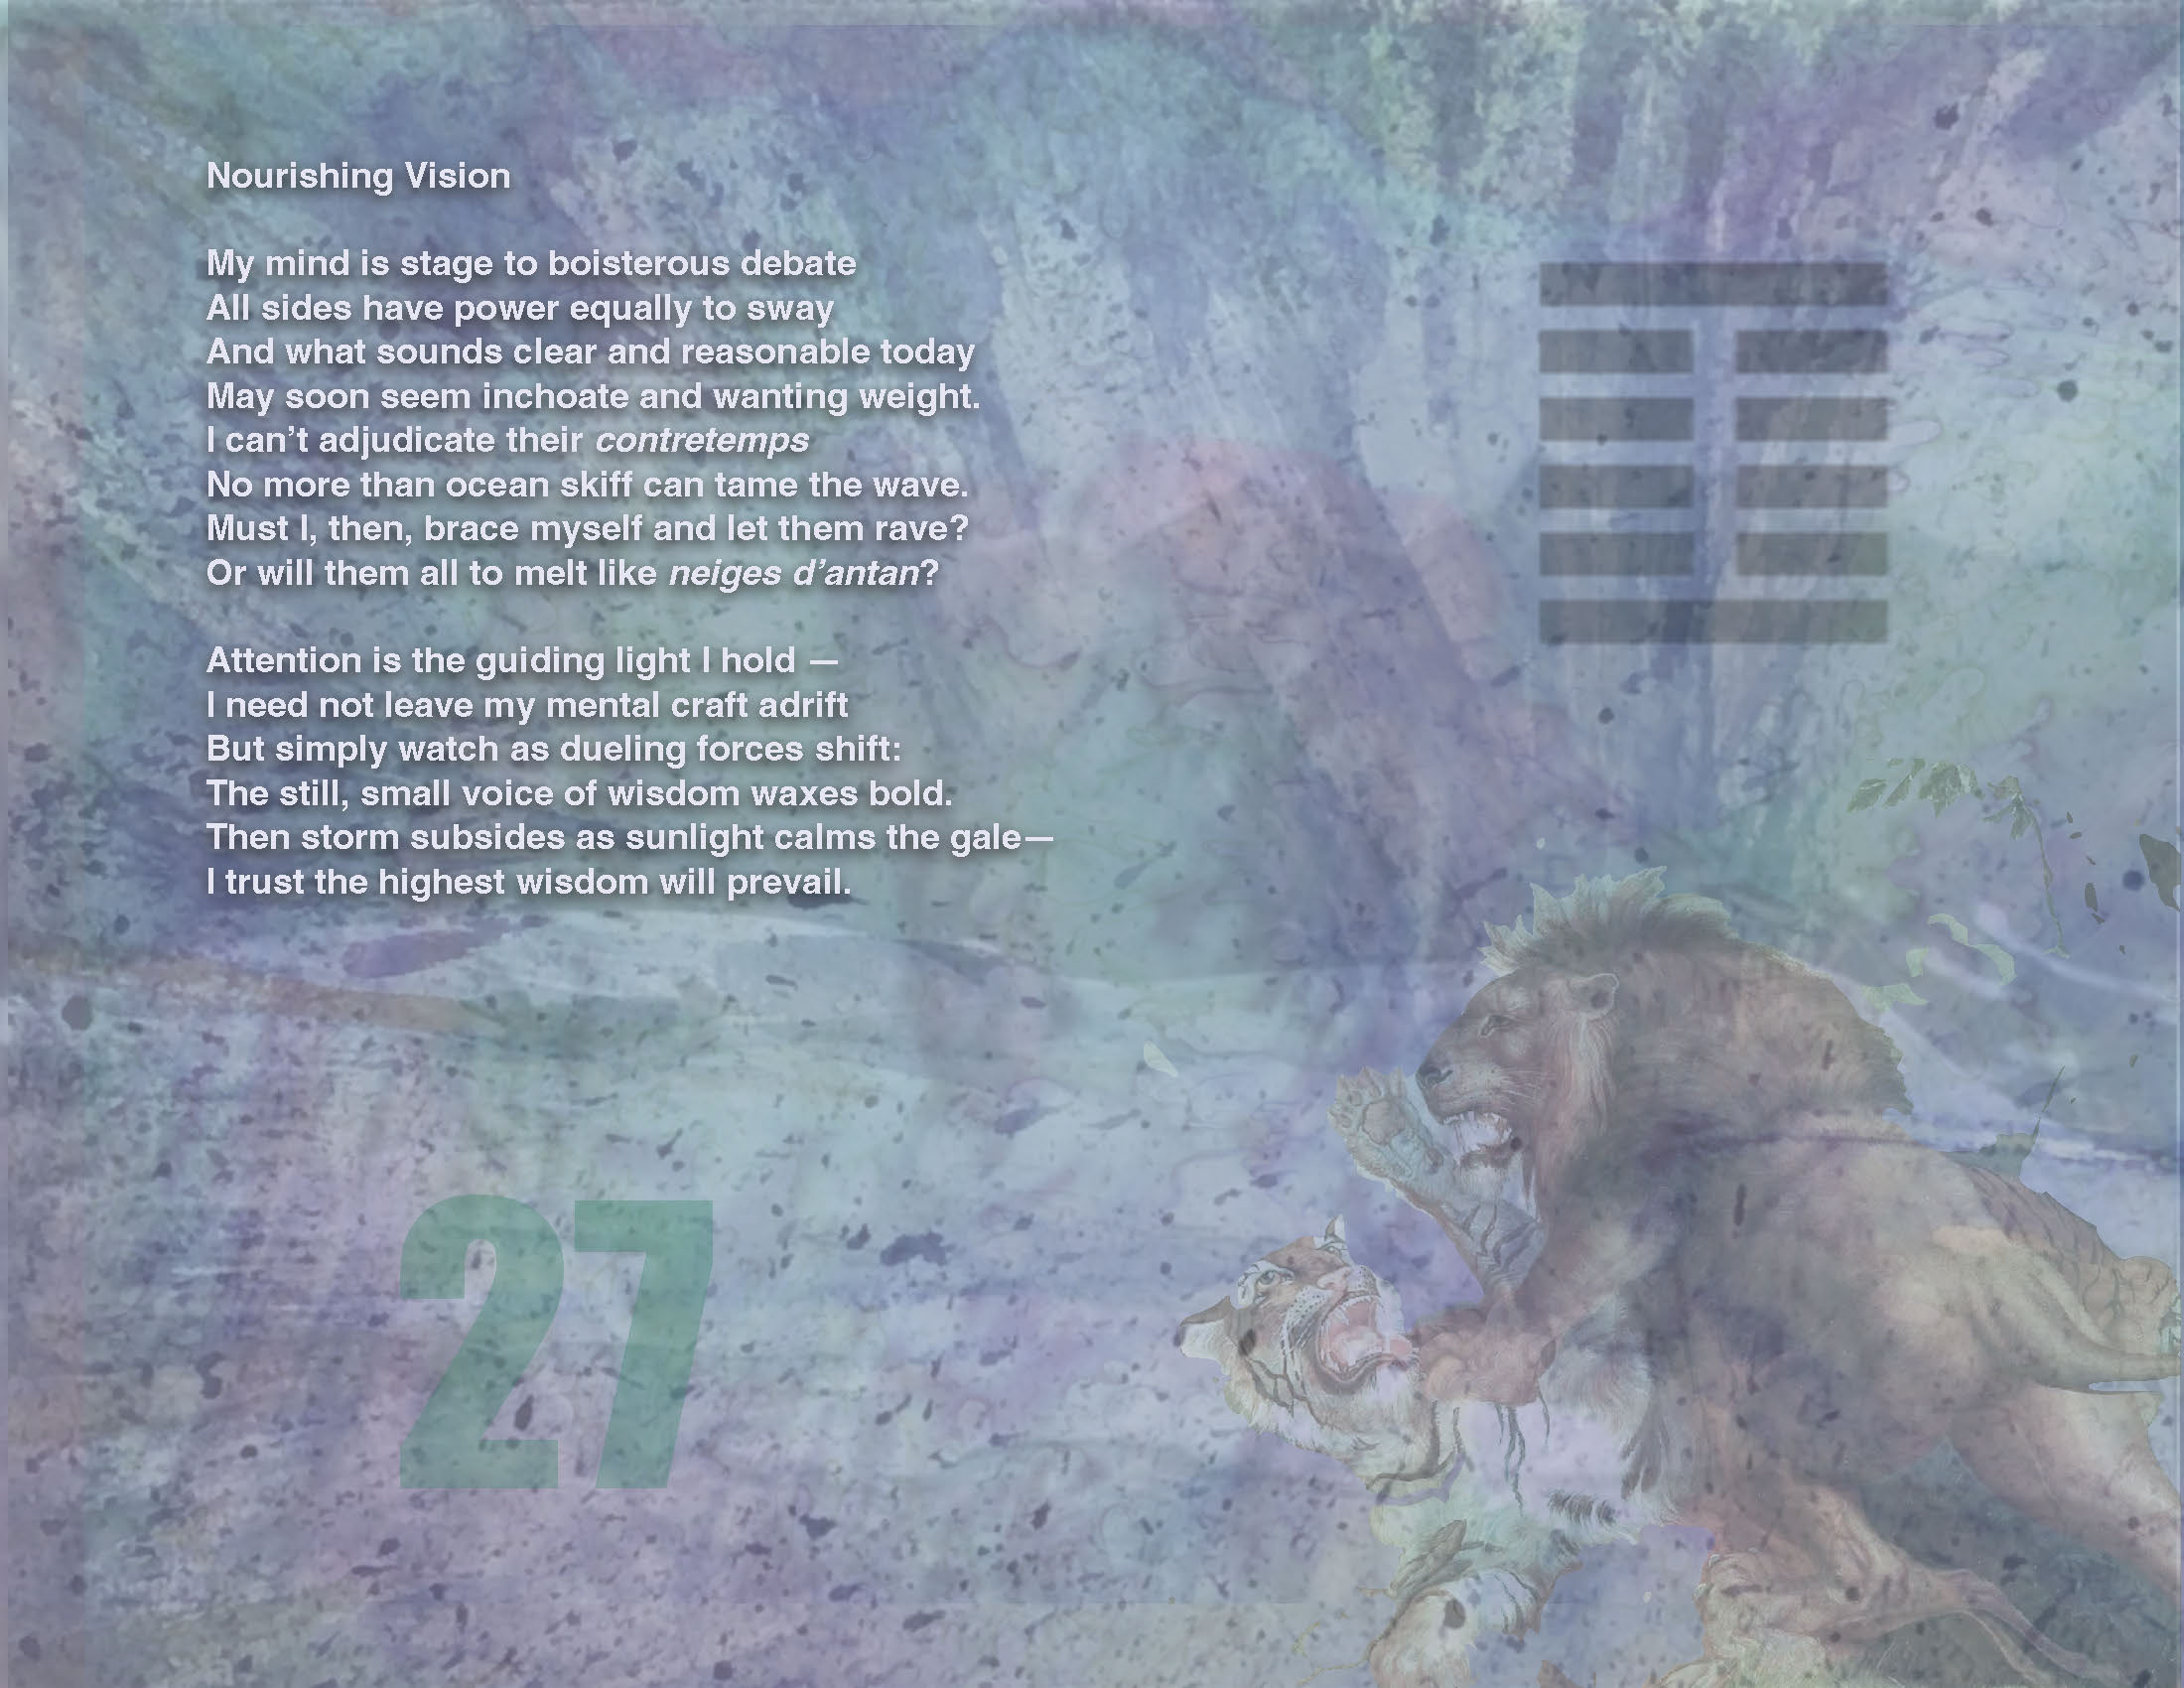 Nourishing Vision
My mind is stage to boisterous debate
All sides have power equally to sway
And what sounds clear and reasonable today
May soon seem inchoate and wanting weight.
I can’t adjudicate their contretemps
No more than ocean skiff can tame the wave.
Must I, then, brace myself and let them rave?
Or will them all to melt like neiges d’antan?
Attention is the guiding light I hold —
I need not leave my mental craft adrift
But simply watch as dueling forces shift:
The still, small voice of wisdom waxes bold.
Then storm subsides as sunlight calms the gale—
I trust the highest wisdom will prevail.
27